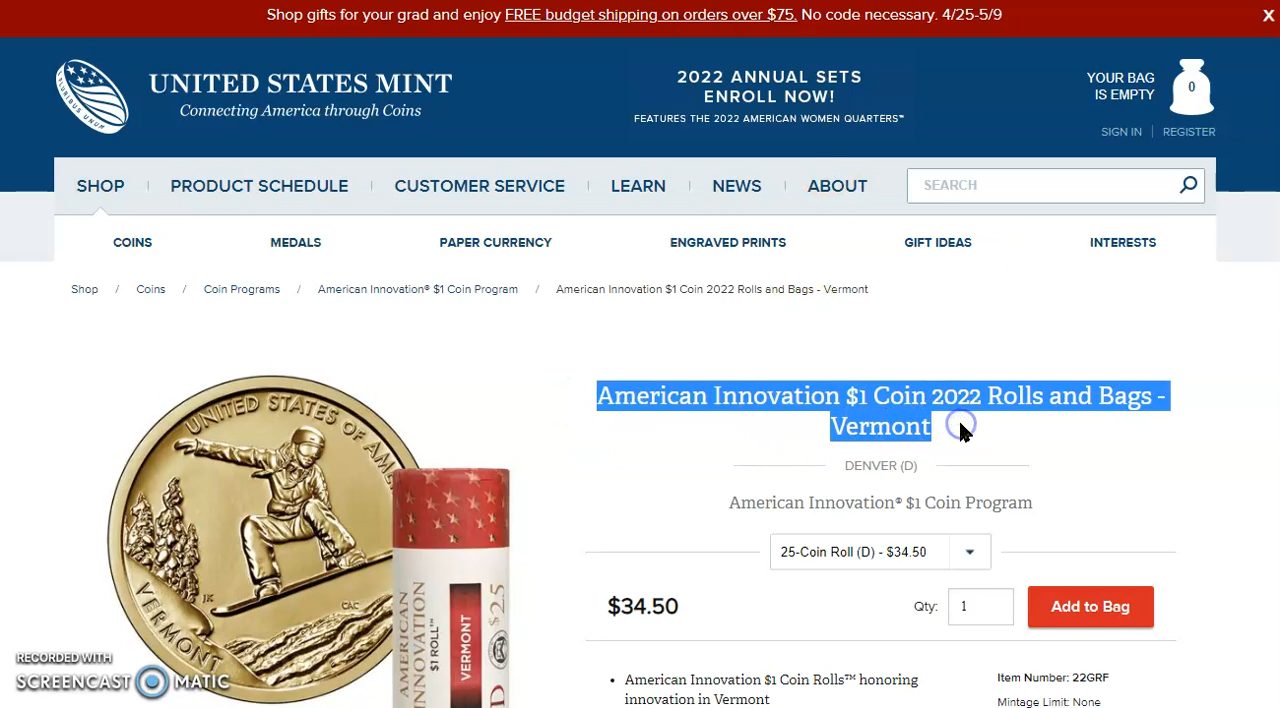 Shop gifts for your grad and enjoy FREE budget shipping on orders over $75. No code necessary. 4/25-5/9
X
E PLURIBUS UNUM
UNITED STATES MINT
Connecting America through Coins
2022 ANNUAL SETS
ENROLL NOW!
FEATURES THE 2022 AMERICAN WOMEN QUARTERS™
YOUR BAG
IS EMPTY
0
SIGN IN | REGISTER
SHOP
PRODUCT SCHEDULE
CUSTOMER SERVICE
LEARN
NEWS
ABOUT
SEARCH
COINS
MEDALS
PAPER CURRENCY
ENGRAVED PRINTS
GIFT IDEAS
INTERESTS
Shop / Coins / Coin Programs / American Innovation® $1 Coin Program / American Innovation $1 Coin 2022 Rolls and Bags - Vermont
American Innovation $1 Coin 2022 Rolls and Bags -
Vermont
DENVER (D)
American Innovation® $1 Coin Program
25-Coin Roll (D) - $34.50
$34.50
Qty:
1
Add to Bag
• American Innovation $1 Coin Rolls™ honoring
innovation in Vermont
Item Number: 22GRF
Mintage Limit: None
UNITED STATES OF AME
VERMONT
JK
CAC
AMERICAN
INNOVATION
$1 ROLL™
VERMONT
$25
D
RECORDED WITH
SCREENCAST MATIC